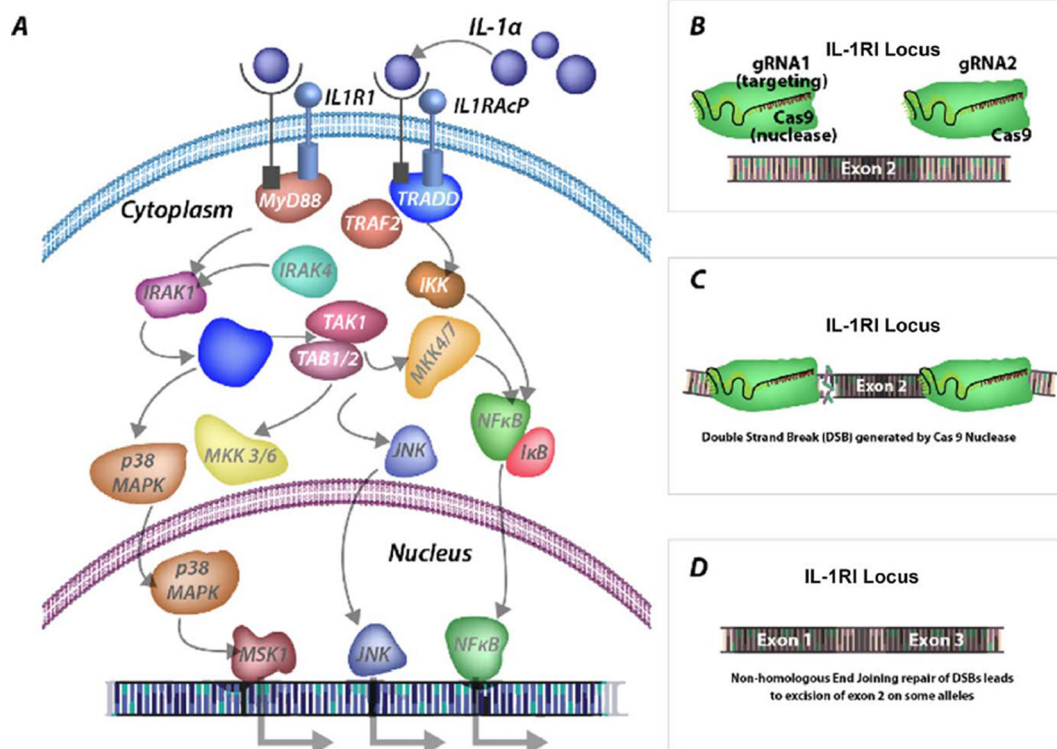 A
IL-1α
IL1R1
IL1RAcP
MyD88
TRADD
TRAF2
Cytoplasm
IRAK4
IRAK1
IKK
TAK1
TAB1/2
MKK4/7
NFκB
IκB
JNK
MKK 3/6
p38
MAPK
Nucleus
p38
MAPK
MSK1
JNK
NFκB
B
IL-1RI Locus
gRNA1
(targeting)
Cas9
(nuclease)
gRNA2
Cas9
Exon 2
C
IL-1RI Locus
Exon 2
Double Strand Break (DSB) generated by Cas 9 Nuclease
D
IL-1RI Locus
Exon 1
Exon 3
Non-homologous End Joining repair of DSBs leads
to excision of exon 2 on some alleles